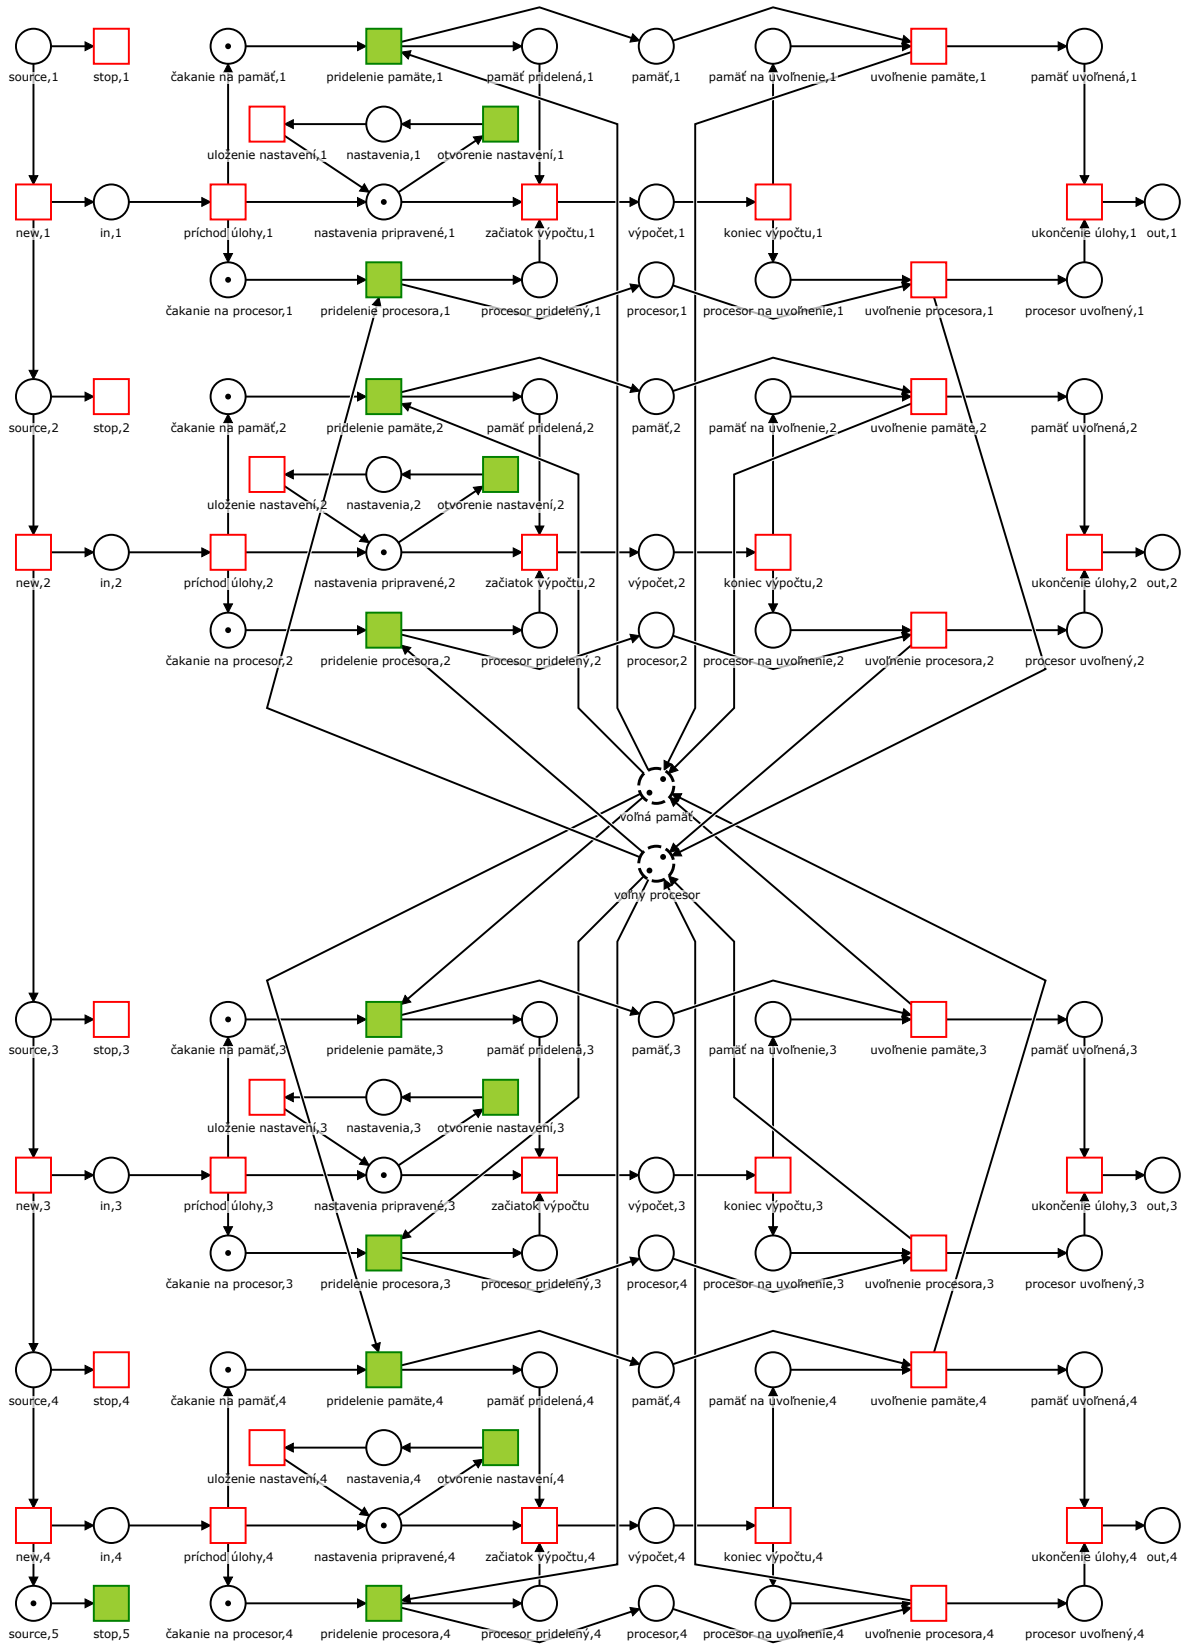 source,1 stop,1 čakanie na pamäť,1 pridelenie pamäte,1 pamäť pridelená,1 pamäť,1 pamäť na uvoľnenie,1 uvoľnenie pamäte,1 pamäť uvoľnená,1
uloženie nastavení,1 nastavenia,1 otvorenie nastavení,1
new,1 in,1 príchod úlohy,1 nastavenia pripravené,1 začiatok výpočtu,1 výpočet,1 koniec výpočtu,1 ukončenie úlohy,1 out,1
čakanie na procesor,1 pridelenie procesora,1 procesor pridelený,1 procesor,1 procesor na uvoľnenie,1 uvoľnenie procesora,1 procesor uvoľnený,1
source,2 stop,2 čakanie na pamäť,2 pridelenie pamäte,2 pamäť pridelená,2 pamäť,2 pamäť na uvoľnenie,2 uvoľnenie pamäte,2 pamäť uvoľnená,2
uloženie nastavení,2 nastavenia,2 otvorenie nastavení,2
new,2 in,2 príchod úlohy,2 nastavenia pripravené,2 začiatok výpočtu,2 výpočet,2 koniec výpočtu,2 ukončenie úlohy,2 out,2
čakanie na procesor,2 pridelenie procesora,2 procesor pridelený,2 procesor,2 procesor na uvoľnenie,2 uvoľnenie procesora,2 procesor uvoľnený,2
voľná pamäť
voľný procesor
source,3 stop,3 čakanie na pamäť,3 pridelenie pamäte,3 pamäť pridelená,3 pamäť,3 pamäť na uvoľnenie,3 uvoľnenie pamäte,3 pamäť uvoľnená,3
uloženie nastavení,3 nastavenia,3 otvorenie nastavení,3
new,3 in,3 príchod úlohy,3 nastavenia pripravené,3 začiatok výpočtu výpočet,3 koniec výpočtu,3 ukončenie úlohy,3 out,3
čakanie na procesor,3 pridelenie procesora,3 procesor pridelený,3 procesor,4 procesor na uvoľnenie,3 uvoľnenie procesora,3 procesor uvoľnený,3
source,4 stop,4 čakanie na pamäť,4 pridelenie pamäte,4 pamäť pridelená,4 pamäť,4 pamäť na uvoľnenie,4 uvoľnenie pamäte,4 pamäť uvoľnená,4
uloženie nastavení,4 nastavenia,4 otvorenie nastavení,4
new,4 in,4 príchod úlohy,4 nastavenia pripravené,4 začiatok výpočtu,4 výpočet,4 koniec výpočtu,4 ukončenie úlohy,4 out,4
source,5 stop,5 čakanie na procesor,4 pridelenie procesora,4 procesor pridelený,4 procesor,4 procesor na uvoľnenie,4 uvoľnenie procesora,4 procesor uvoľnený,4